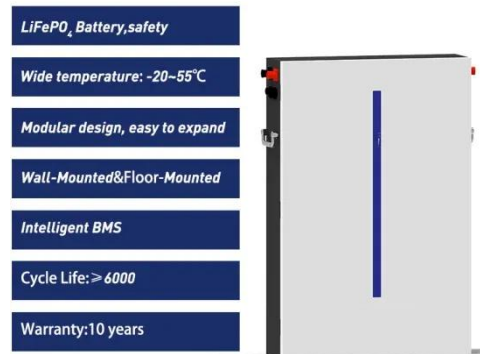 LiFePO₄ Battery,safety
Wide temperature: -20~55℃
Modular design, easy to expand
Wall-Mounted&Floor-Mounted
Intelligent BMS
Cycle Life:≥6000
Warranty:10 years